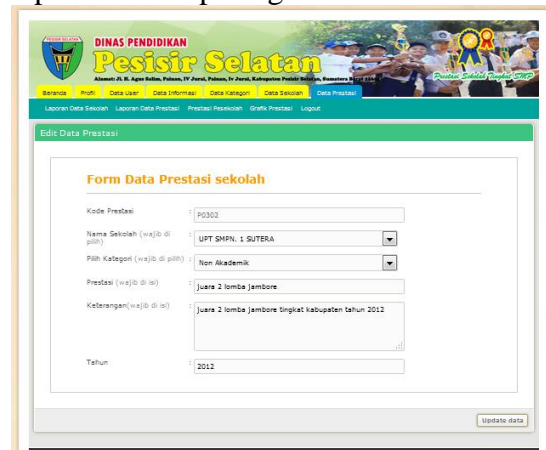 PESISIR SELATAN
DINAS PENDIDIKAN
Pesisir Selatan
Alamat: Jl. H. Agus Salim, Painan, IV Jurai, Painan, Iv Jurai, Kabupaten Pesisir Selatan, Sumatera Barat
Prestasi Sekolah Tingkat SMP
Beranda Profil Data User Data Informasi Data Kategori Data Sekolah Data Prestasi
Laporan Data Sekolah Laporan Data Prestasi Prestasi Persekolah Grafik Prestasi Logout
Edit Data Prestasi
Form Data Prestasi sekolah
Kode Prestasi : P0302
Nama Sekolah (wajib di pilih) : UPT SMPN. 1 SUTERA
Pilih Kategori (wajib di pilih) : Non Akademik
Prestasi (wajib di isi) : juara 2 lomba jambore
Keterangan(wajib di isi) : juara 2 lomba jambore tingkat kabupaten tahun 2012
Tahun : 2012
Update data